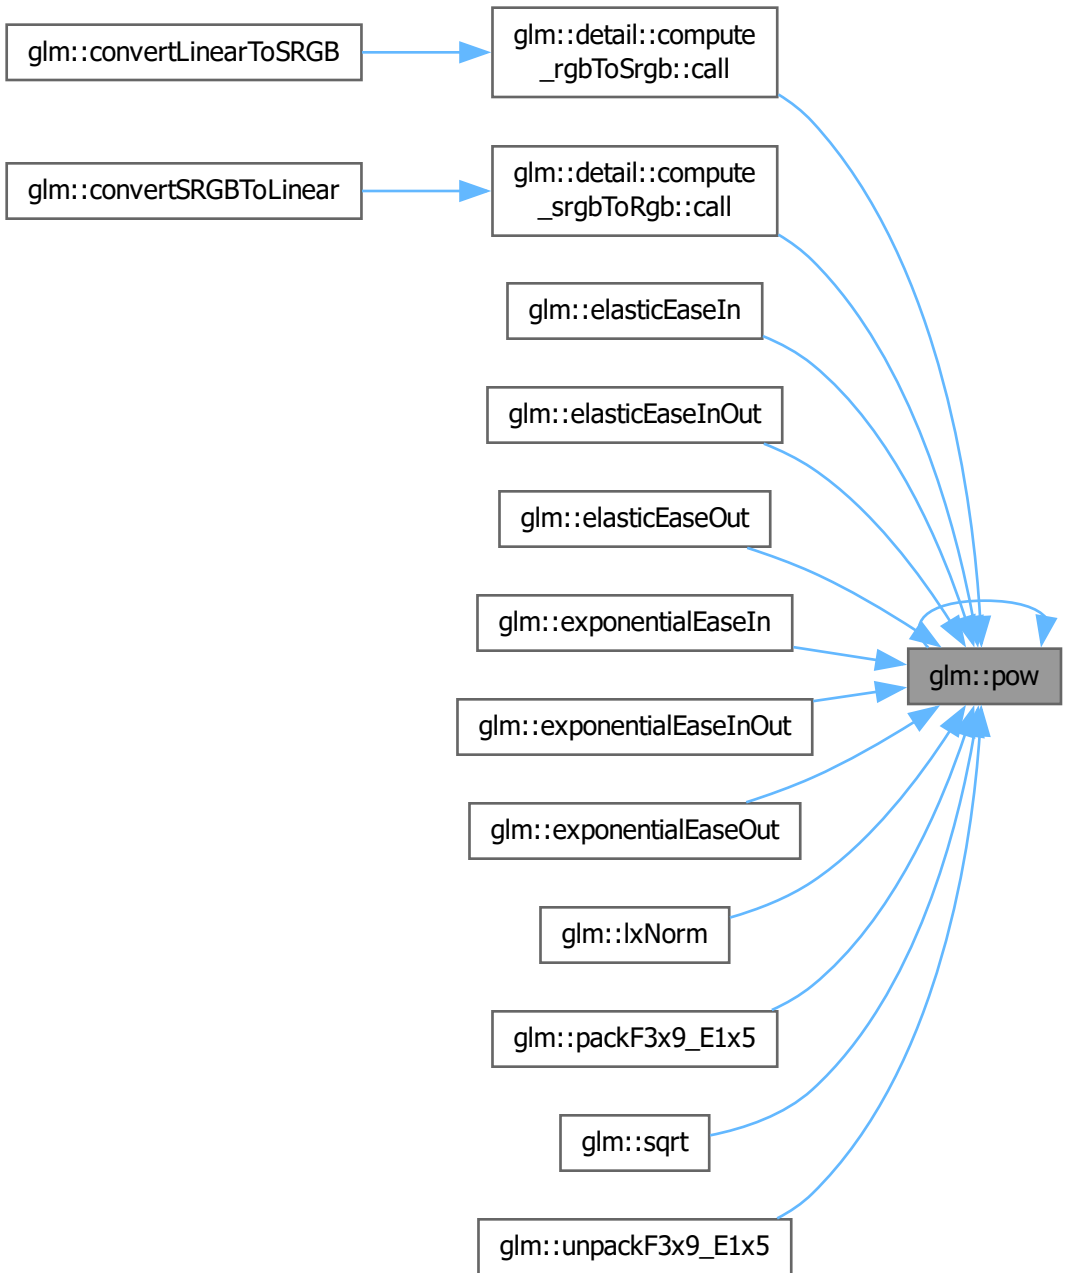 glm::convertLinearToSRGB
glm::detail::compute
_rgbToSrgb::call
glm::convertSRGBToLinear
glm::detail::compute
_srgbToRgb::call
glm::elasticEaseIn
glm::elasticEaseInOut
glm::elasticEaseOut
glm::exponentialEaseIn
glm::pow
glm::exponentialEaseInOut
glm::exponentialEaseOut
glm::lxNorm
glm::packF3x9_E1x5
glm::sqrt
glm::unpackF3x9_E1x5